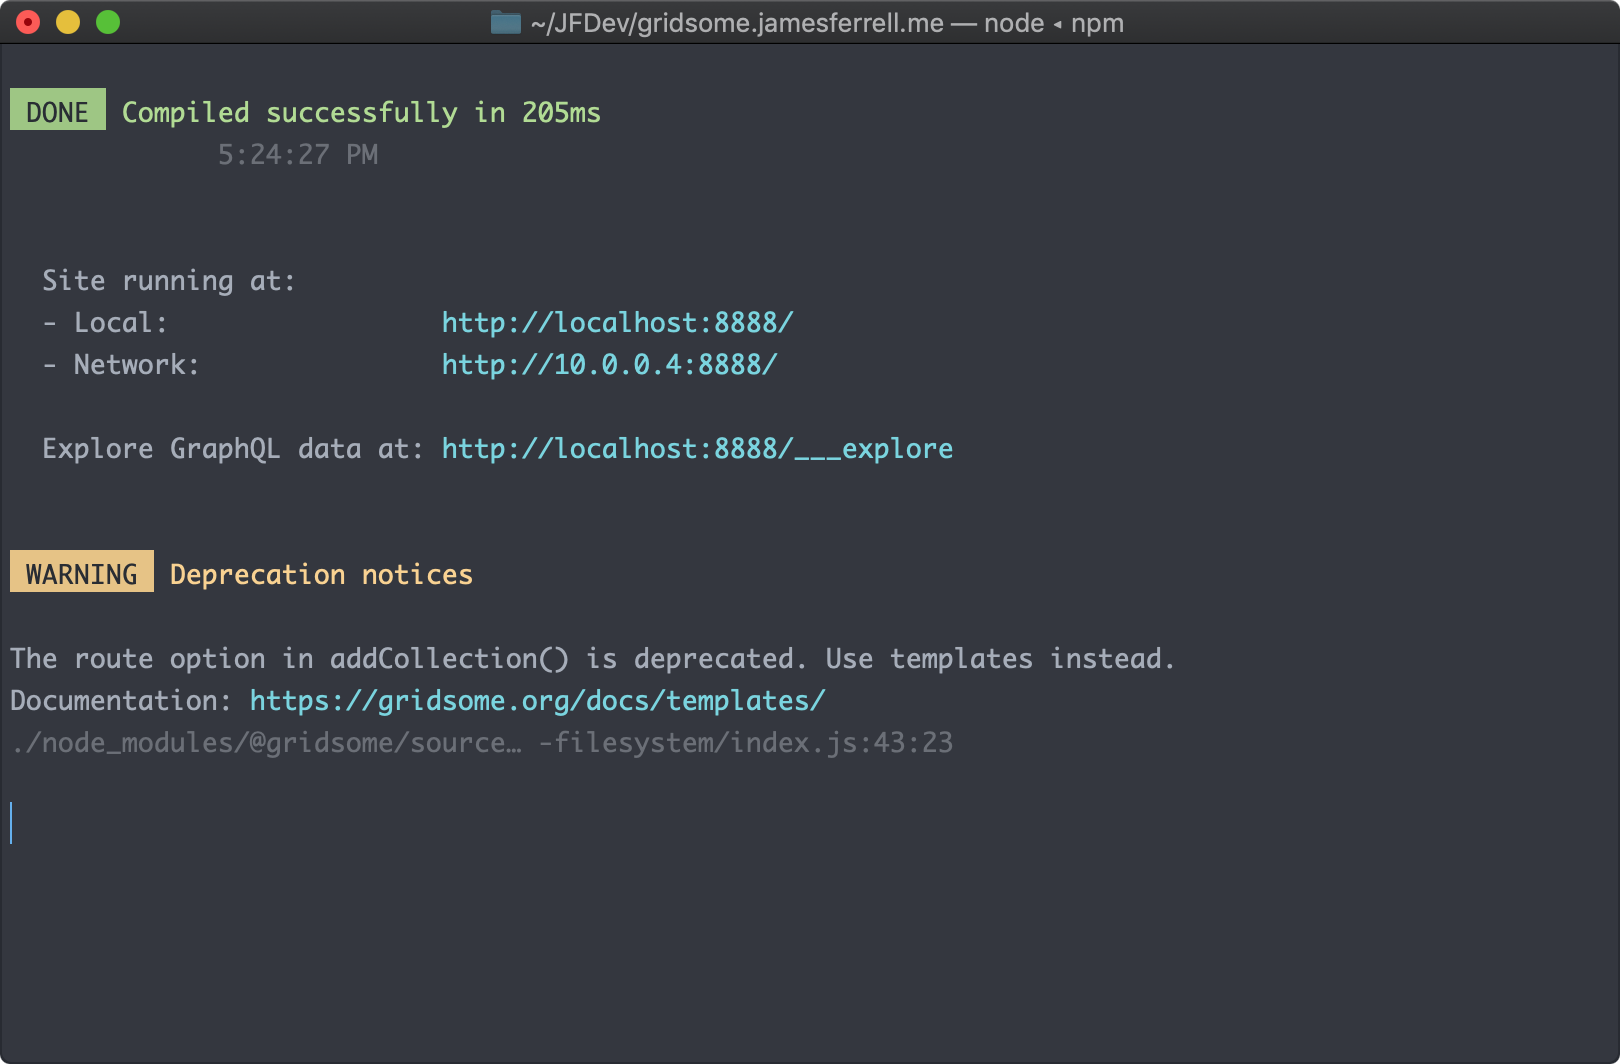 ~/JFDev/gridsome.jamesferrell.me — node ◂ npm
DONE Compiled successfully in 205ms
5:24:27 PM
Site running at:
- Local: http://localhost:8888/
- Network: http://10.0.0.4:8888/
Explore GraphQL data at: http://localhost:8888/___explore
WARNING Deprecation notices
The route option in addCollection() is deprecated. Use templates instead.
Documentation: https://gridsome.org/docs/templates/
./node_modules/@gridsome/source… -filesystem/index.js:43:23